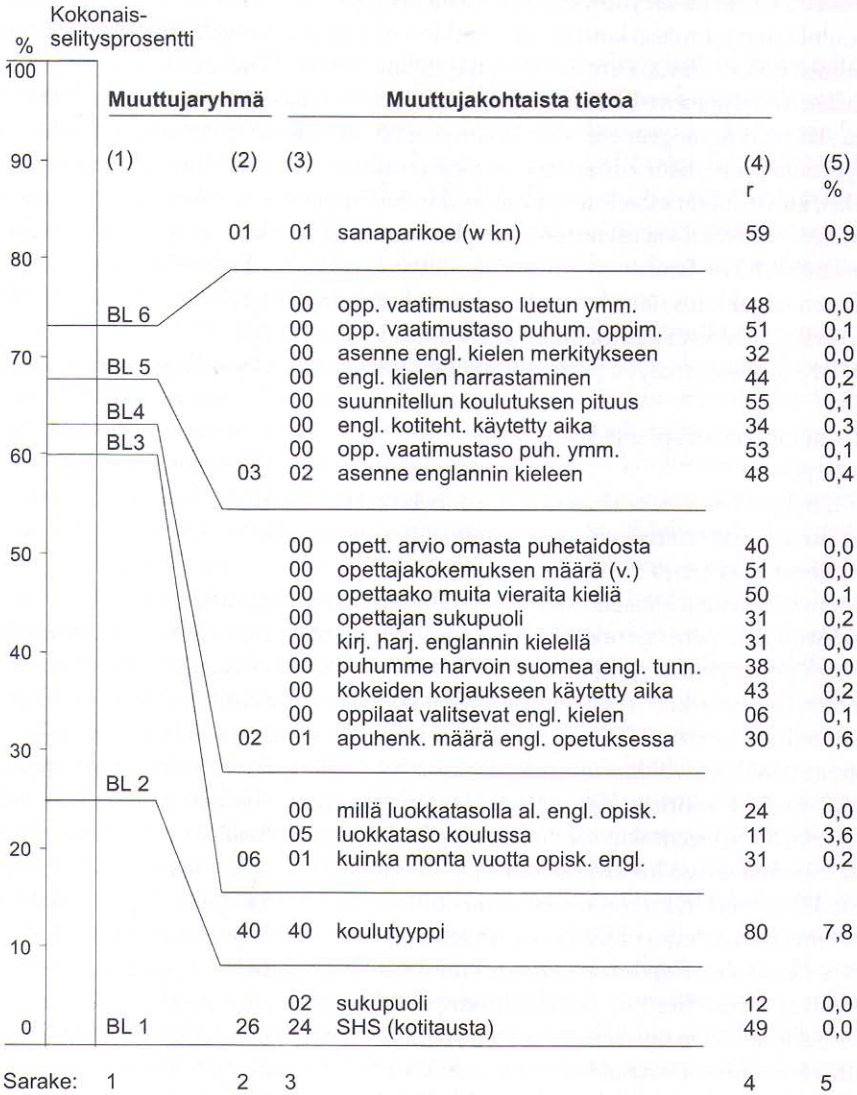 Kokonais-
% selitysprosentti
100
Muuttujaryhmä Muuttujakohtaista tietoa
90 (1) (2) (3) (4) (5)
r %
01 01 sanaparikoe (w kn) 59 0,9
80
00 opp. vaatimustaso luetun ymm. 48 0,0
BL 6 00 opp. vaatimustaso puhum. oppim. 51 0,1
70 00 asenne engl. kielen merkitykseen 32 0,0
BL 5 00 engl. kielen harrastaminen 44 0,2
00 suunnitellun koulutuksen pituus 55 0,1
BL4 00 engl. kotiteht. käytetty aika 34 0,3
60 BL3 00 opp. vaatimustaso puh. ymm. 53 0,1
03 02 asenne englannin kieleen 48 0,4
50 00 opett. arvio omasta puhetaidosta 40 0,0
00 opettajakokemuksen määrä (v.) 51 0,0
00 opettaako muita vieraita kieliä 50 0,1
00 opettajan sukupuoli 31 0,2
40 00 kirj. harj. englannin kielellä 31 0,0
00 puhumme harvoin suomea engl. tunn. 38 0,0
00 kokeiden korjaukseen käytetty aika 43 0,2
00 oppilaat valitsevat engl. kielen 06 0,1
30 02 01 apuhenk. määrä engl. opetuksessa 30 0,6
BL 2
00 millä luokkatasolla al. engl. opisk. 24 0,0
05 luokkataso koulussa 11 3,6
20 06 01 kuinka monta vuotta opisk. engl. 31 0,2
10 40 40 koulutyyppi 80 7,8
02 sukupuoli 12 0,0
0 BL 1 26 24 SHS (kotitausta) 49 0,0
Sarake: 1 2 3 4 5